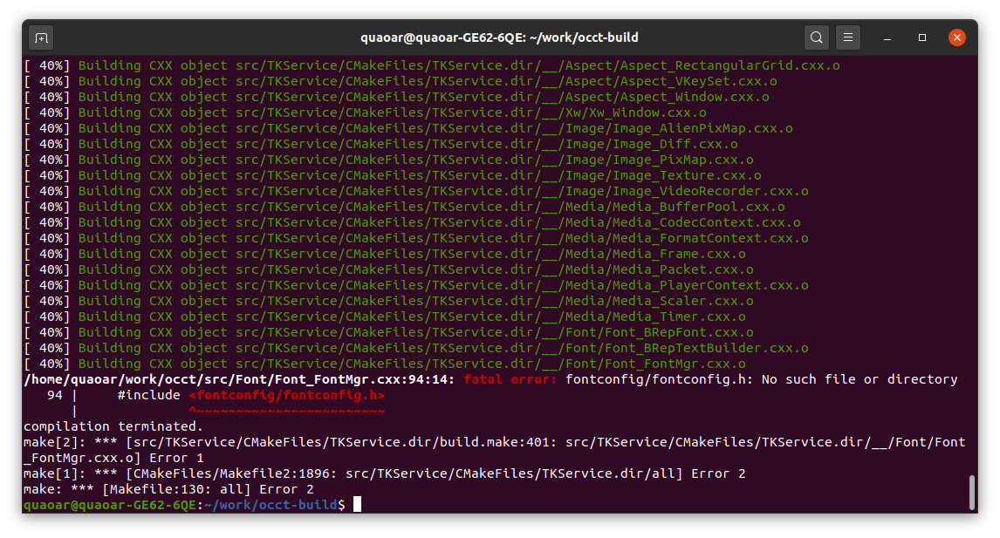 quaoar@quaoar-GE62-6QE: ~/work/occt-build
[ 40%] Building CXX object src/TKService/CMakeFiles/TKService.dir/__/Aspect/Aspect_RectangularGrid.cxx.o
[ 40%] Building CXX object src/TKService/CMakeFiles/TKService.dir/__/Aspect/Aspect_VKeySet.cxx.o
[ 40%] Building CXX object src/TKService/CMakeFiles/TKService.dir/__/Aspect/Aspect_Window.cxx.o
[ 40%] Building CXX object src/TKService/CMakeFiles/TKService.dir/__/Xw/Xw_Window.cxx.o
[ 40%] Building CXX object src/TKService/CMakeFiles/TKService.dir/__/Image/Image_AlienPixMap.cxx.o
[ 40%] Building CXX object src/TKService/CMakeFiles/TKService.dir/__/Image/Image_Diff.cxx.o
[ 40%] Building CXX object src/TKService/CMakeFiles/TKService.dir/__/Image/Image_PixMap.cxx.o
[ 40%] Building CXX object src/TKService/CMakeFiles/TKService.dir/__/Image/Image_Texture.cxx.o
[ 40%] Building CXX object src/TKService/CMakeFiles/TKService.dir/__/Image/Image_VideoRecorder.cxx.o
[ 40%] Building CXX object src/TKService/CMakeFiles/TKService.dir/__/Media/Media_BufferPool.cxx.o
[ 40%] Building CXX object src/TKService/CMakeFiles/TKService.dir/__/Media/Media_CodecContext.cxx.o
[ 40%] Building CXX object src/TKService/CMakeFiles/TKService.dir/__/Media/Media_FormatContext.cxx.o
[ 40%] Building CXX object src/TKService/CMakeFiles/TKService.dir/__/Media/Media_Frame.cxx.o
[ 40%] Building CXX object src/TKService/CMakeFiles/TKService.dir/__/Media/Media_Packet.cxx.o
[ 40%] Building CXX object src/TKService/CMakeFiles/TKService.dir/__/Media/Media_PlayerContext.cxx.o
[ 40%] Building CXX object src/TKService/CMakeFiles/TKService.dir/__/Media/Media_Scaler.cxx.o
[ 40%] Building CXX object src/TKService/CMakeFiles/TKService.dir/__/Media/Media_Timer.cxx.o
[ 40%] Building CXX object src/TKService/CMakeFiles/TKService.dir/__/Font/Font_BRepFont.cxx.o
[ 40%] Building CXX object src/TKService/CMakeFiles/TKService.dir/__/Font/Font_BRepTextBuilder.cxx.o
[ 40%] Building CXX object src/TKService/CMakeFiles/TKService.dir/__/Font/Font_FontMgr.cxx.o
/home/quaoar/work/occt/src/Font/Font_FontMgr.cxx:94:14: fatal error: fontconfig/fontconfig.h: No such file or directory
   94 |     #include <fontconfig/fontconfig.h>
      |              ^~~~~~~~~~~~~~~~~~~~~~~~~
compilation terminated.
make[2]: *** [src/TKService/CMakeFiles/TKService.dir/build.make:401: src/TKService/CMakeFiles/TKService.dir/__/Font/Font
_FontMgr.cxx.o] Error 1
make[1]: *** [CMakeFiles/Makefile2:1896: src/TKService/CMakeFiles/TKService.dir/all] Error 2
make: *** [Makefile:130: all] Error 2
quaoar@quaoar-GE62-6QE:~/work/occt-build$